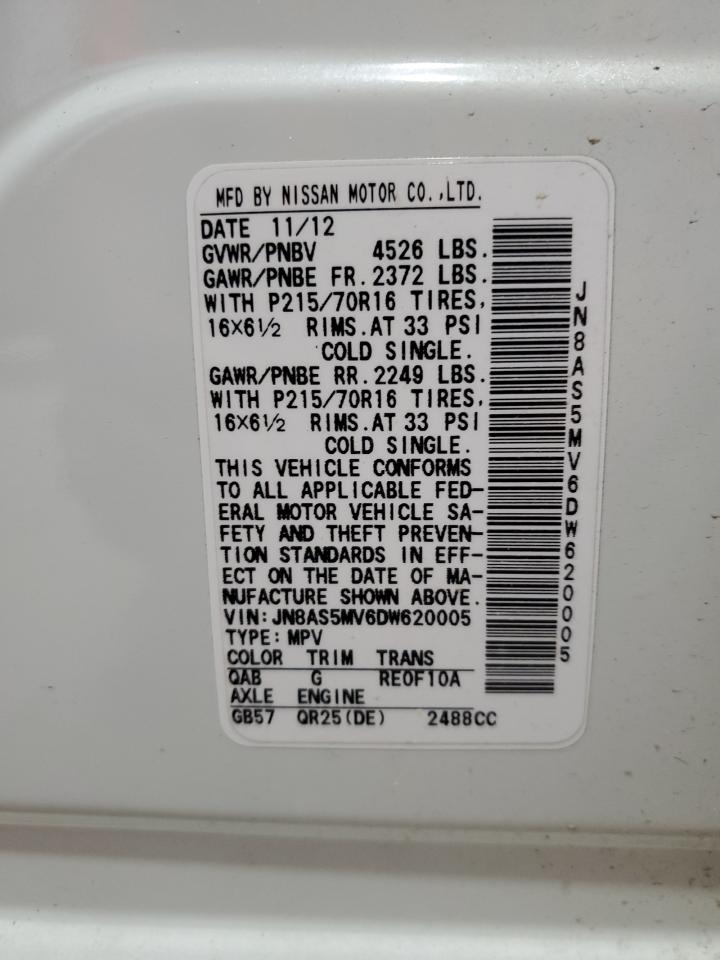 MFD BY NISSAN MOTOR CO.,LTD.
DATE 11/12
GVWR/PNBV 4526 LBS.
GAWR/PNBE FR.2372 LBS.
WITH P215/70R16 TIRES,
16×6½ RIMS.AT 33 PSI
COLD SINGLE.
GAWR/PNBE RR.2249 LBS.
WITH P215/70R16 TIRES,
16×6½ RIMS.AT 33 PSI
COLD SINGLE.
THIS VEHICLE CONFORMS
TO ALL APPLICABLE FED-
ERAL MOTOR VEHICLE SA-
FETY AND THEFT PREVEN-
TION STANDARDS IN EFF-
ECT ON THE DATE OF MA-
NUFACTURE SHOWN ABOVE.
VIN:JN8AS5MV6DW620005
TYPE:MPV
COLOR TRIM TRANS
QAB G RE0F10A
AXLE ENGINE
GB57 QR25(DE) 2488CC
JN8AS5MV6DW620005